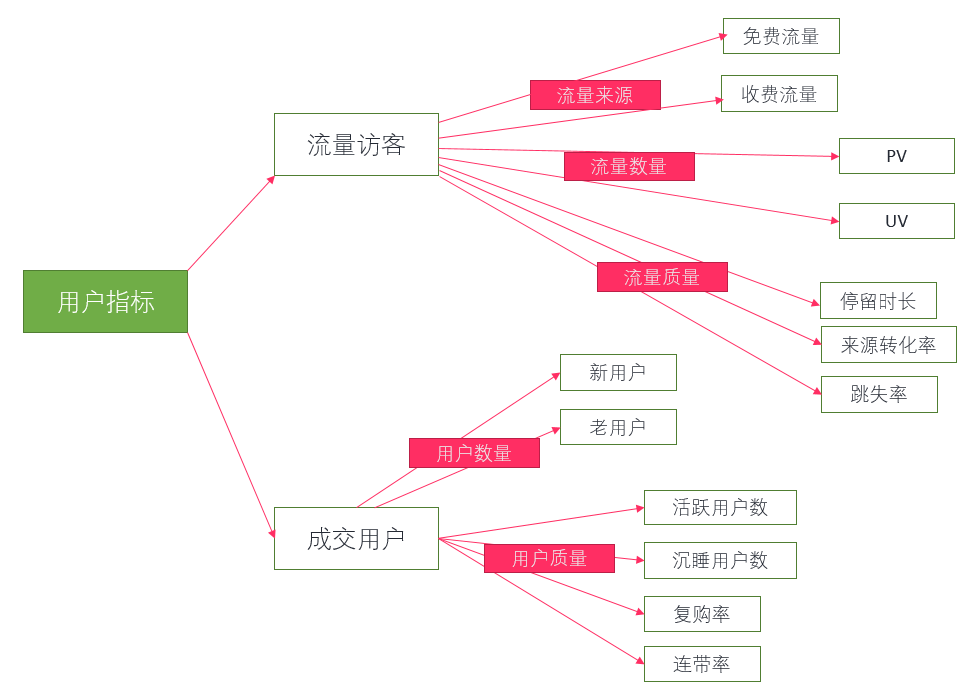 免费流量
流量来源
收费流量
流量访客
流量数量
PV
UV
流量质量
用户指标
停留时长
来源转化率
跳失率
新用户
老用户
用户数量
成交用户
活跃用户数
用户质量
沉睡用户数
复购率
连带率